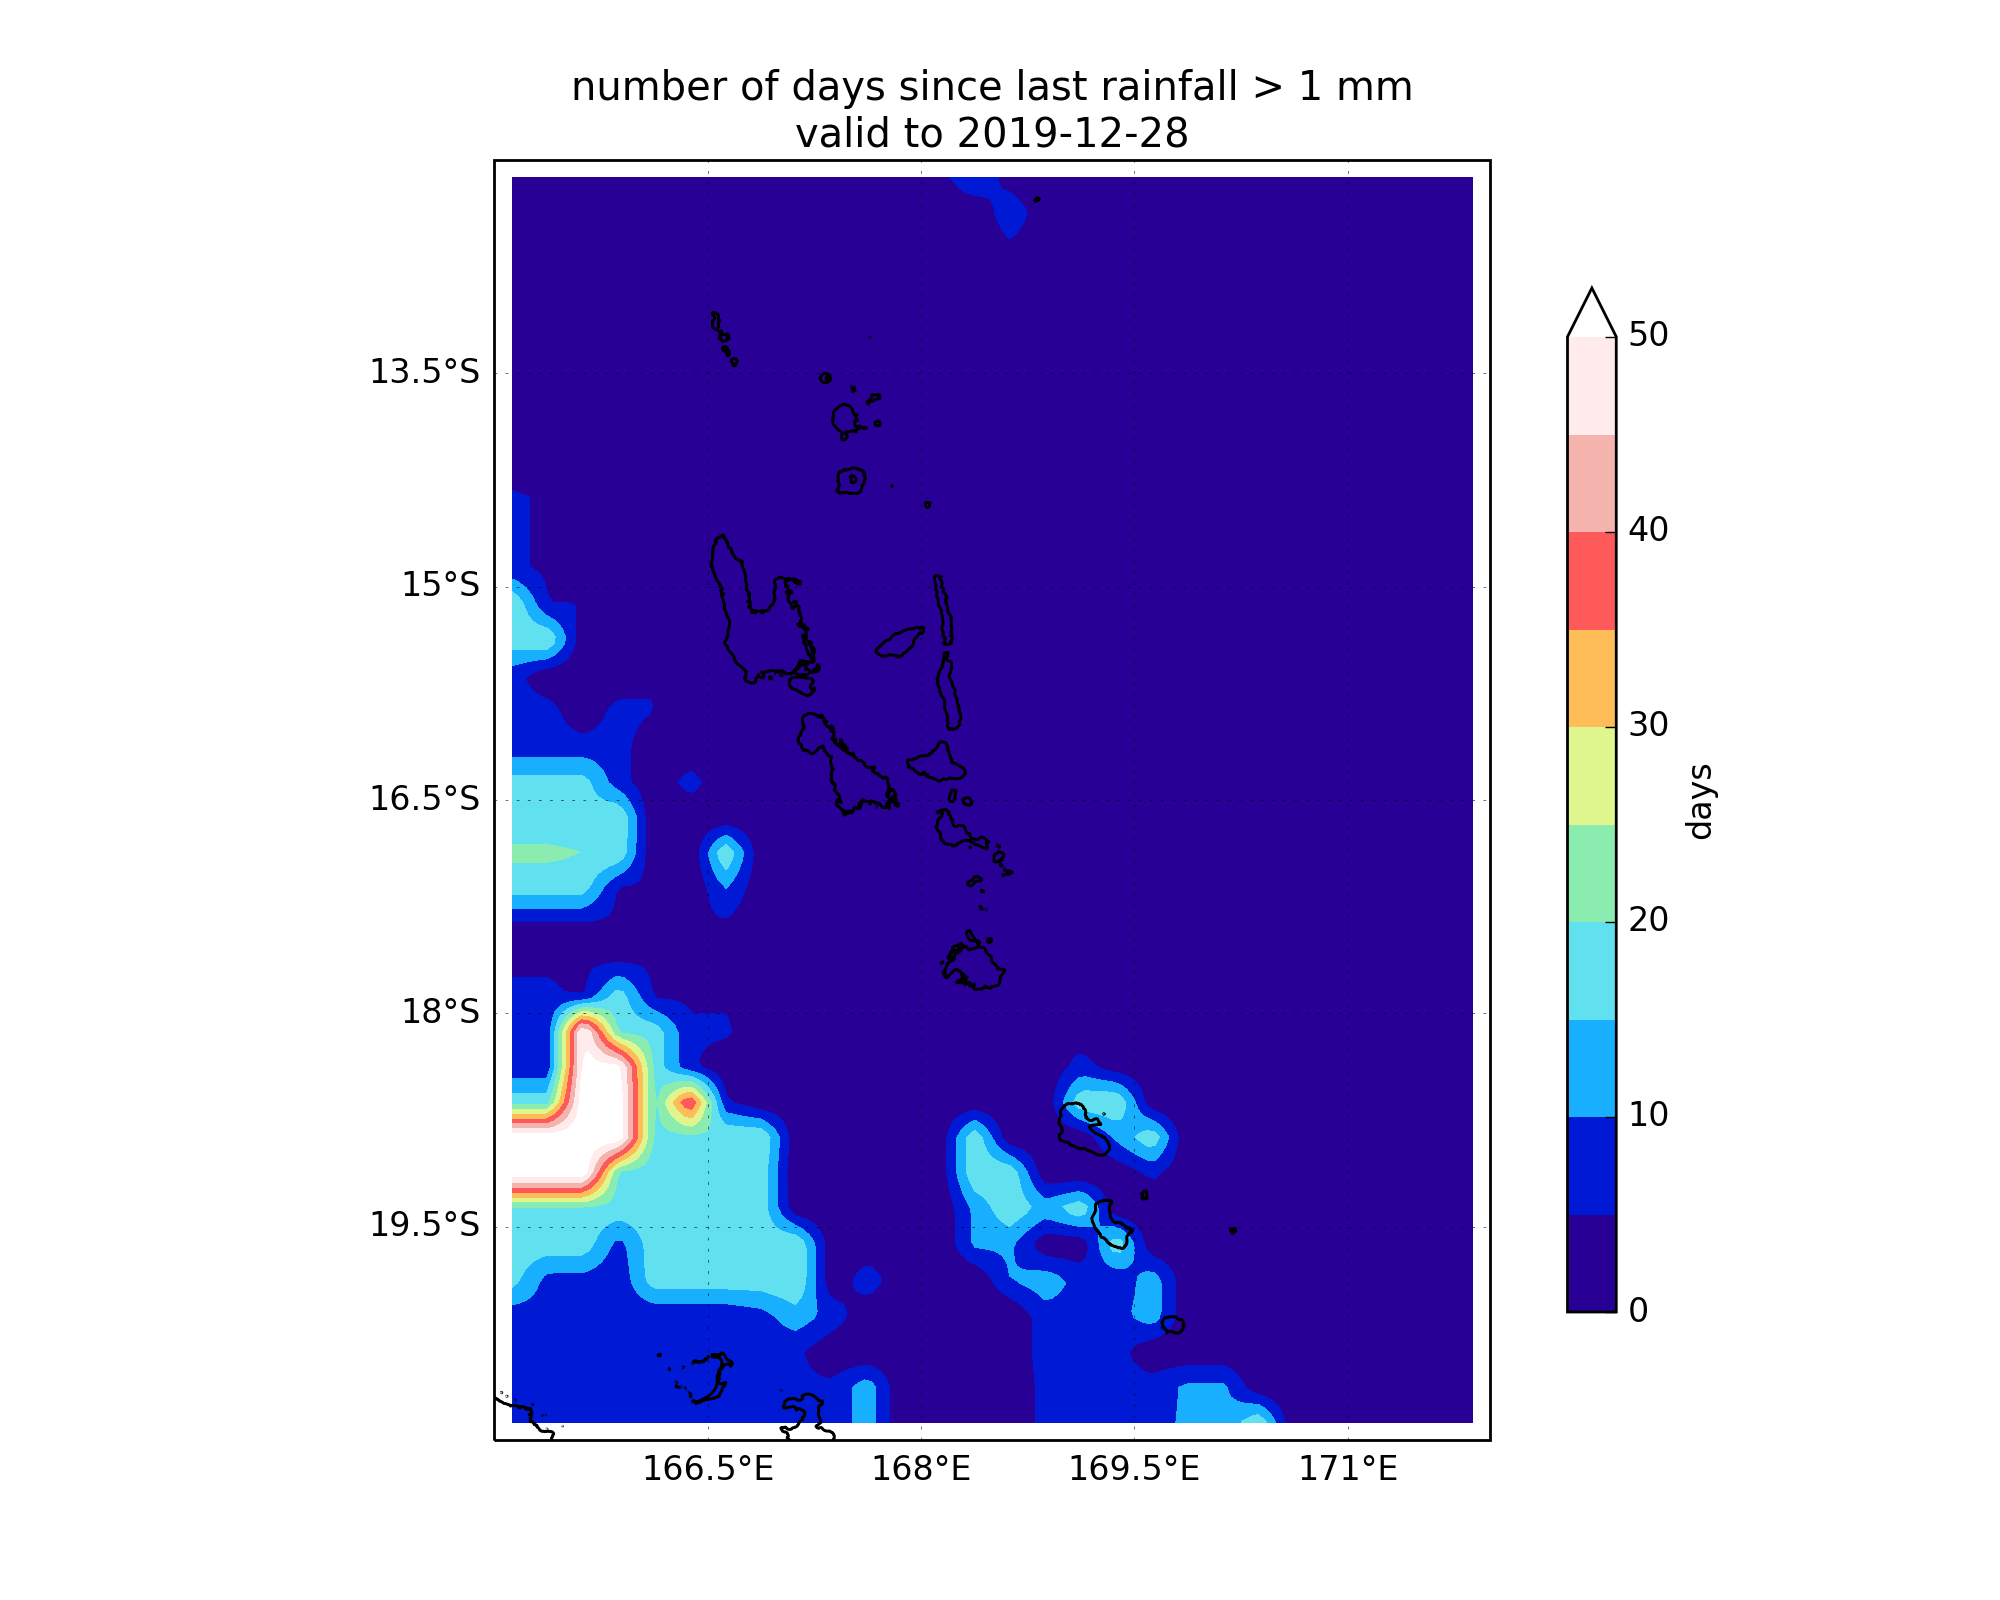 number of days since last rainfall > 1 mm
valid to 2019-12-28
13.5°S
15°S
16.5°S
18°S
19.5°S
166.5°E
168°E
169.5°E
171°E
50
40
30
20
10
0
days